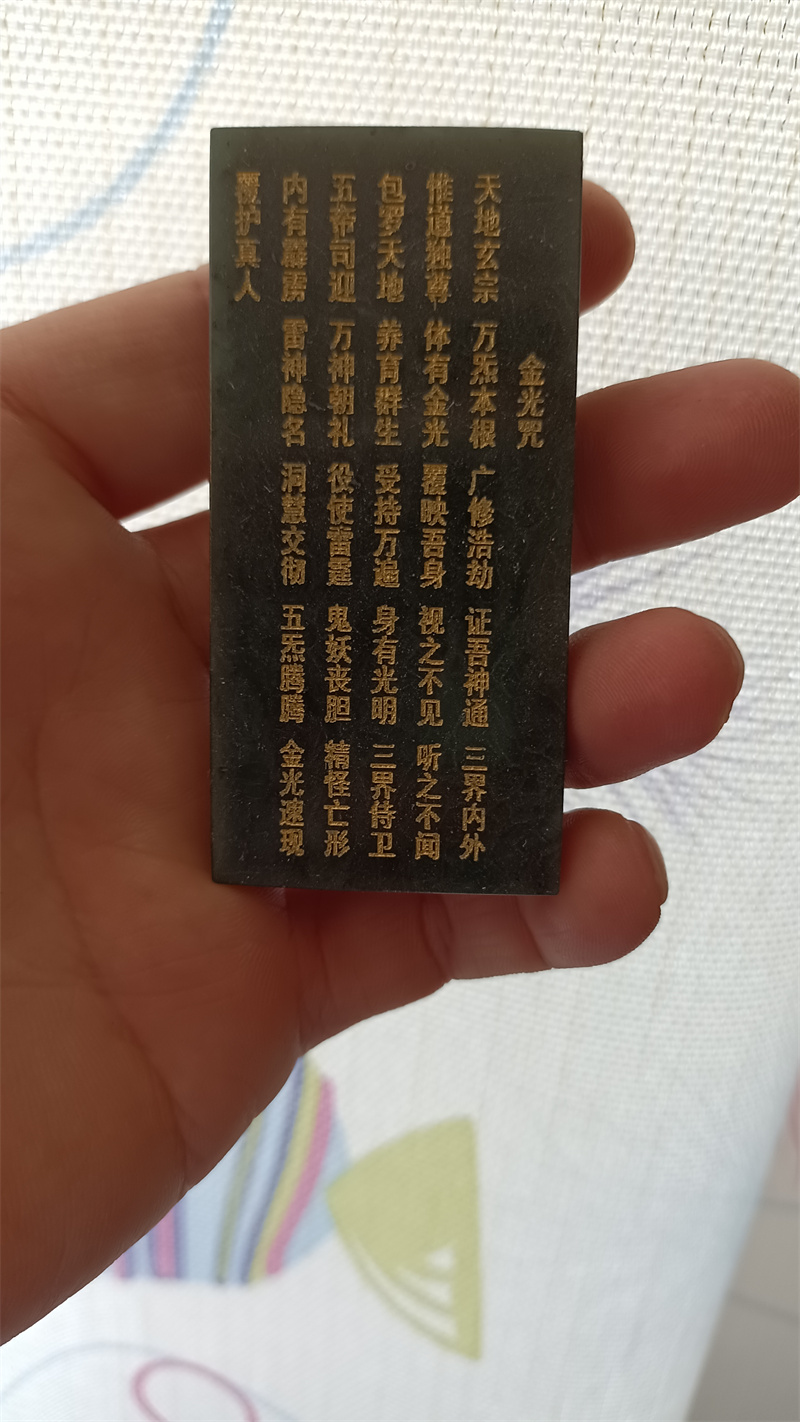 金光咒
天地玄宗 万炁本根 广修浩劫 证吾神通 三界内外
惟道独尊 体有金光 覆映吾身 视之不见 听之不闻
包罗天地 养育群生 受持万遍 身有光明 三界侍卫
五帝司迎 万神朝礼 役使雷霆 鬼妖丧胆 精怪亡形
内有霹雳 雷神隐名 洞慧交彻 五炁腾腾 金光速现
覆护真人